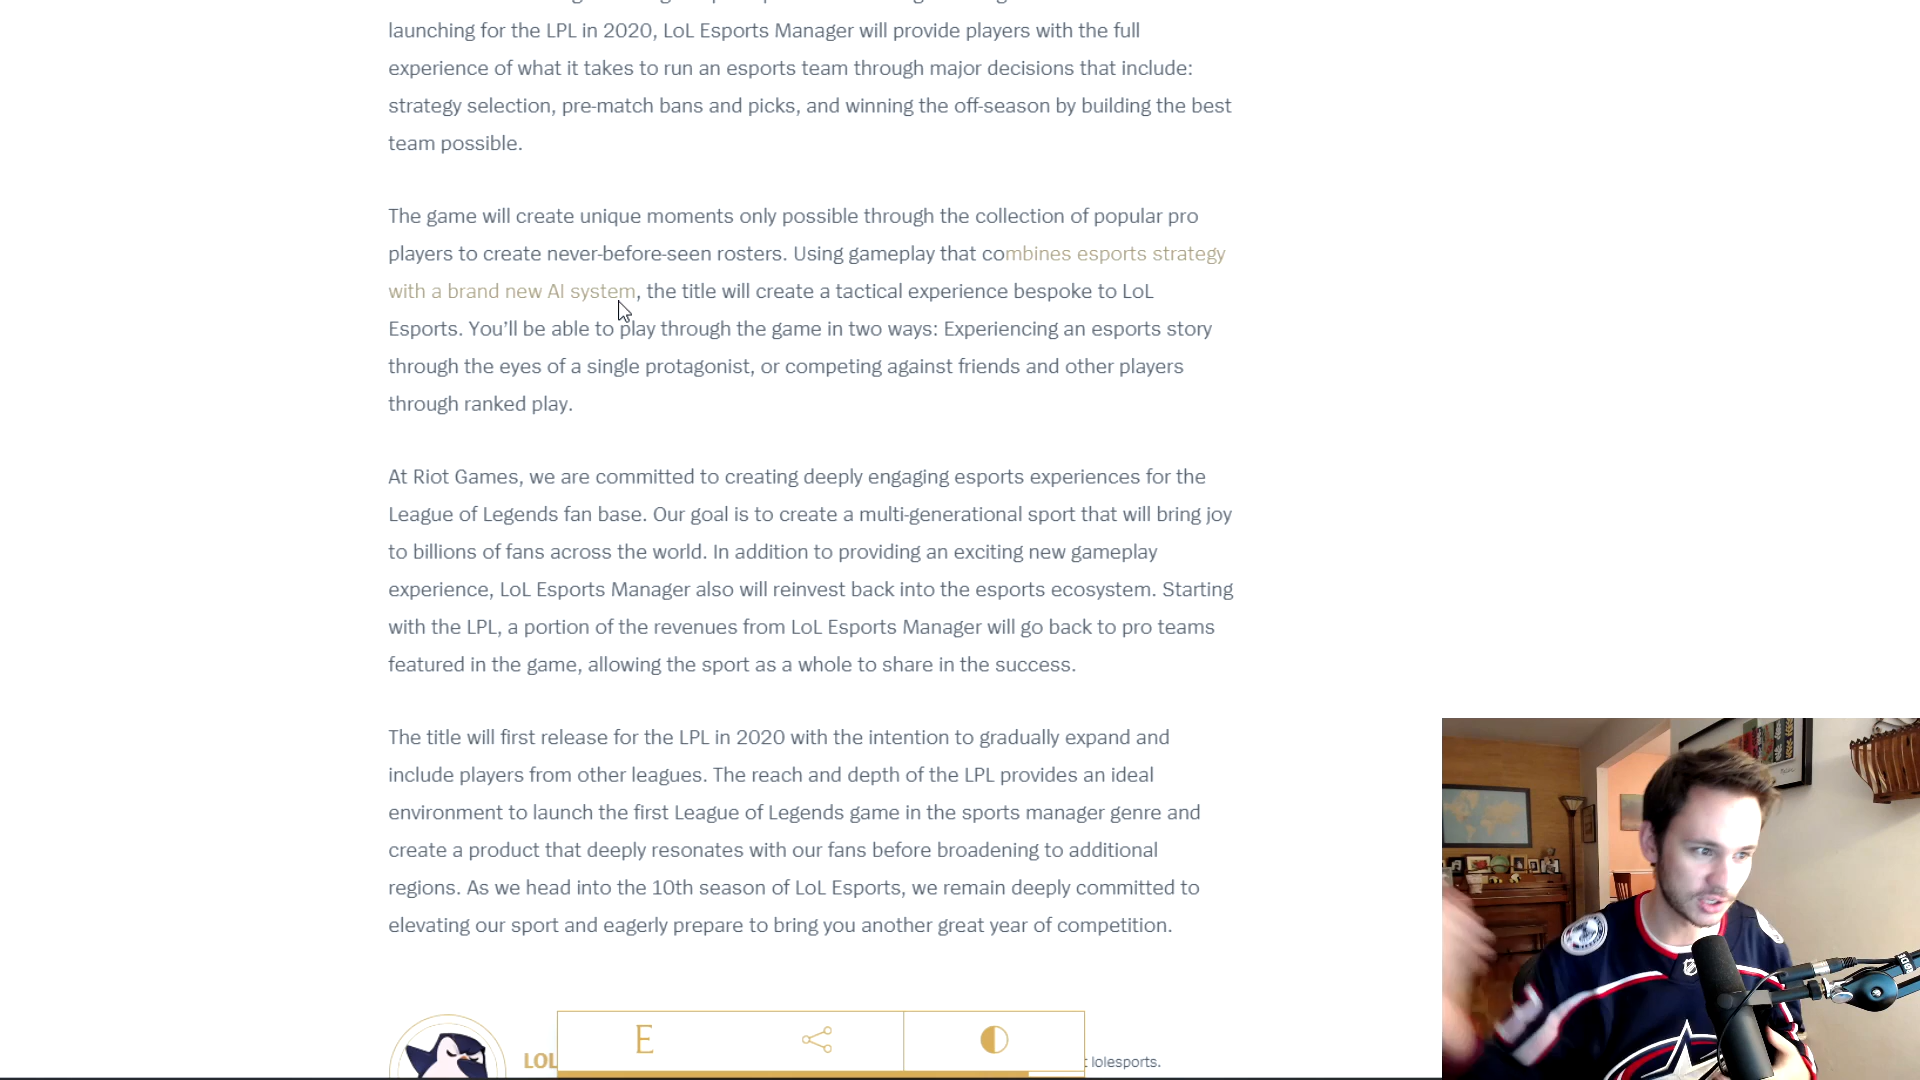 launching for the LPL in 2020, LoL Esports Manager will provide players with the full
experience of what it takes to run an esports team through major decisions that include:
strategy selection, pre-match bans and picks, and winning the off-season by building the best
team possible.
The game will create unique moments only possible through the collection of popular pro
players to create never-before-seen rosters. Using gameplay that combines esports strategy
with a brand new AI system, the title will create a tactical experience bespoke to LoL
Esports. You’ll be able to play through the game in two ways: Experiencing an esports story
through the eyes of a single protagonist, or competing against friends and other players
through ranked play.
At Riot Games, we are committed to creating deeply engaging esports experiences for the
League of Legends fan base. Our goal is to create a multi-generational sport that will bring joy
to billions of fans across the world. In addition to providing an exciting new gameplay
experience, LoL Esports Manager also will reinvest back into the esports ecosystem. Starting
with the LPL, a portion of the revenues from LoL Esports Manager will go back to pro teams
featured in the game, allowing the sport as a whole to share in the success.
The title will first release for the LPL in 2020 with the intention to gradually expand and
include players from other leagues. The reach and depth of the LPL provides an ideal
environment to launch the first League of Legends game in the sports manager genre and
create a product that deeply resonates with our fans before broadening to additional
regions. As we head into the 10th season of LoL Esports, we remain deeply committed to
elevating our sport and eagerly prepare to bring you another great year of competition.
E
LOL
lolesports.